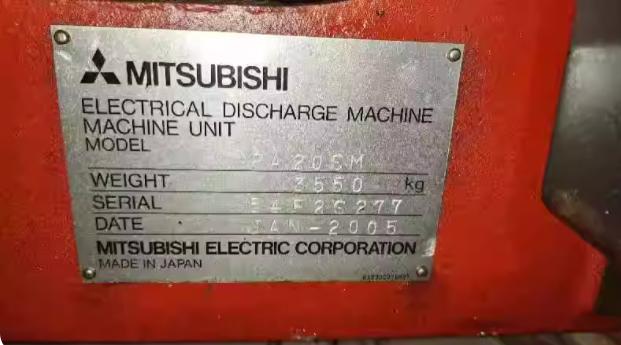 MITSUBISHI
ELECTRICAL DISCHARGE MACHINE
MACHINE UNIT
MODEL
WEIGHT 3550 kg
SERIAL
DATE JAN-2005
MITSUBISHI ELECTRIC CORPORATION
MADE IN JAPAN